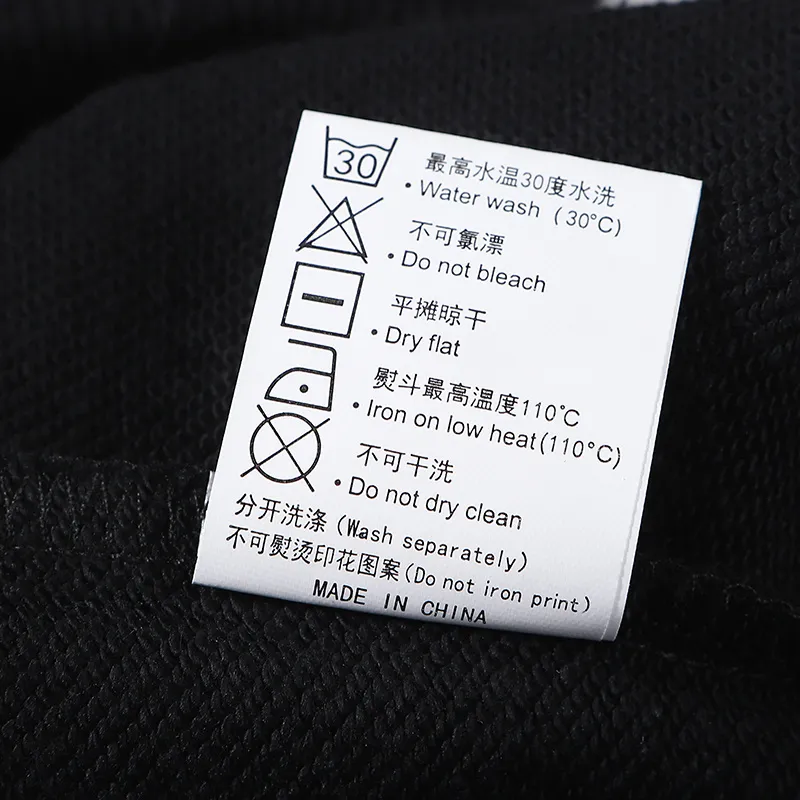 30
最高水温30度水洗
• Water wash ( 30°C)
不可氯漂
• Do not bleach
平摊晾干
• Dry flat
熨斗最高温度110℃
• Iron on low heat(110°C)
不可干洗
• Do not dry clean
分开洗涤 (Wash separately)
不可熨烫印花图案(Do not iron print)
MADE IN CHINA